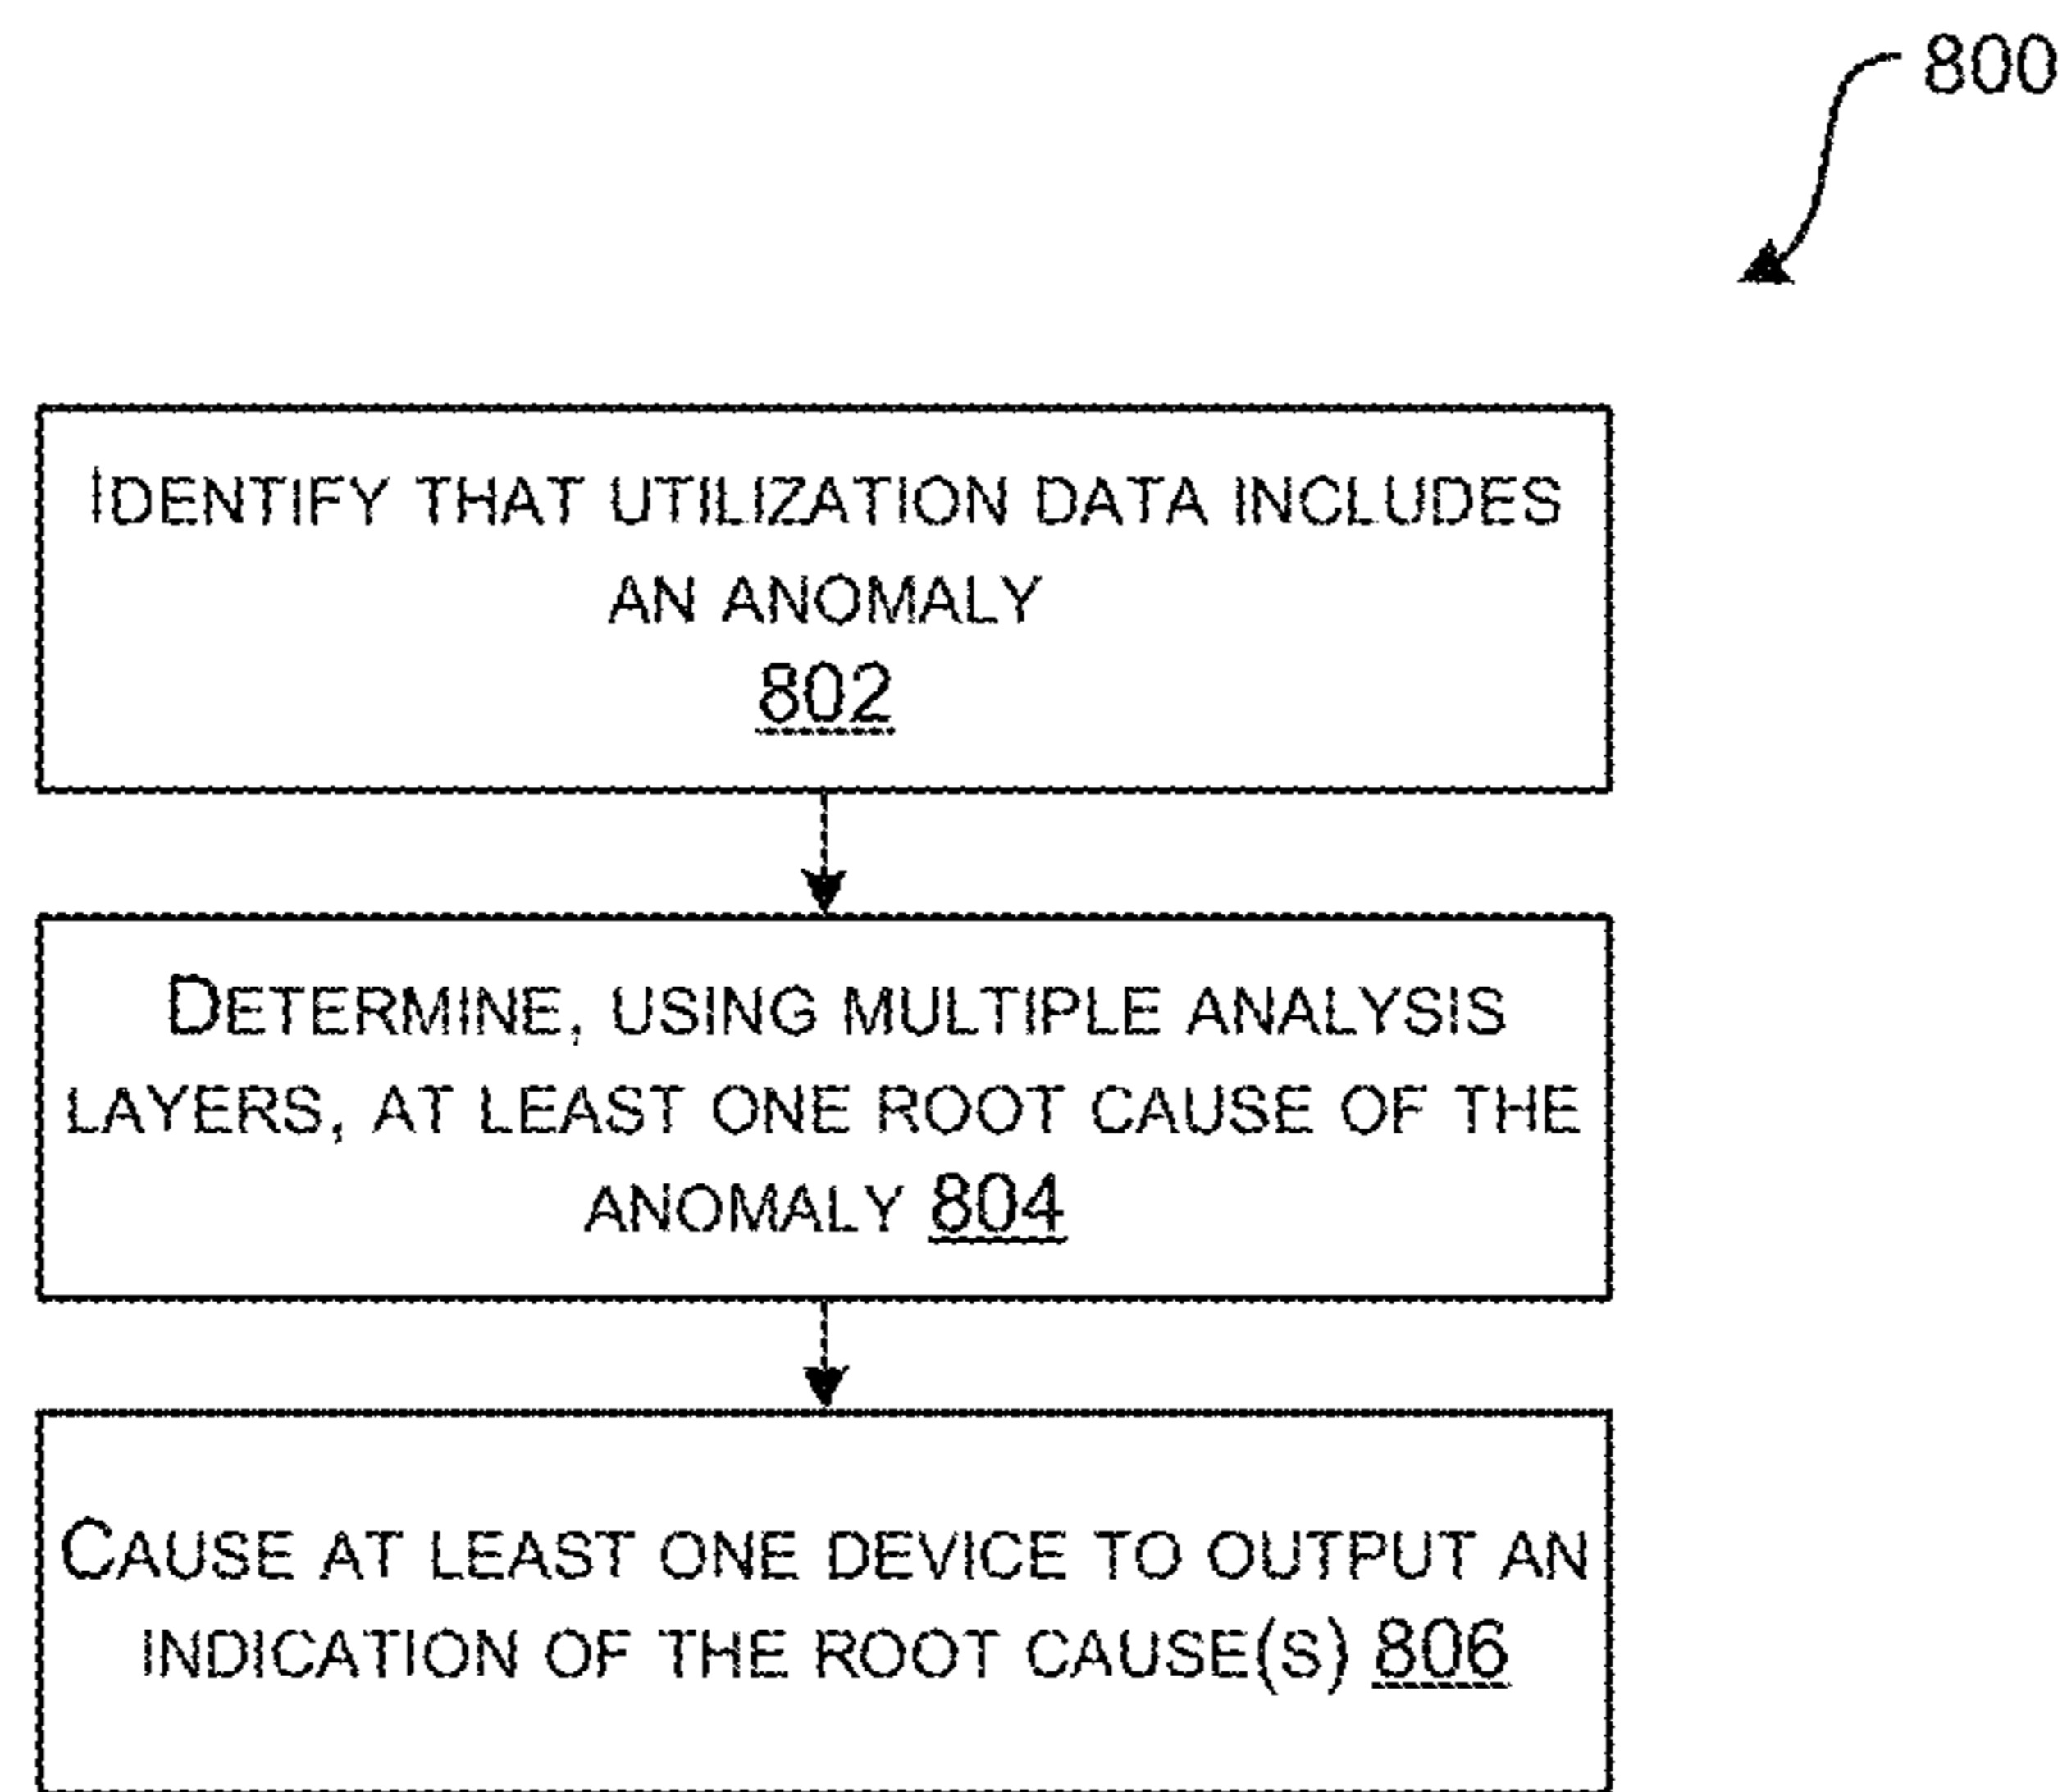 800
IDENTIFY THAT UTILIZATION DATA INCLUDES
AN ANOMALY
802
DETERMINE, USING MULTIPLE ANALYSIS
LAYERS, AT LEAST ONE ROOT CAUSE OF THE
ANOMALY 804
CAUSE AT LEAST ONE DEVICE TO OUTPUT AN
INDICATION OF THE ROOT CAUSE(S) 806